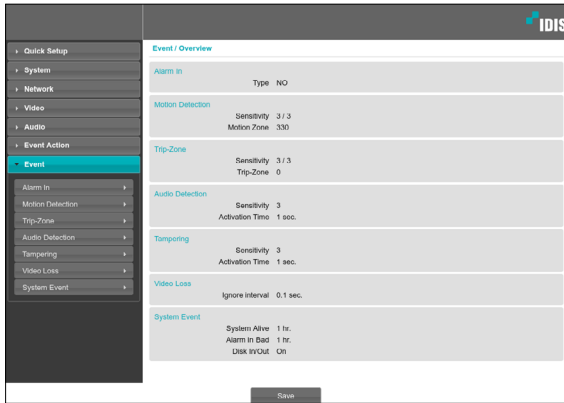 IDIS
Quick Setup
System
Network
Video
Audio
Event Action
Event
Alarm In
Motion Detection
Trip-Zone
Audio Detection
Tampering
Video Loss
System Event
Event / Overview
Alarm In
Type NO
Motion Detection
Sensitivity 3 / 3
Motion Zone 330
Trip-Zone
Sensitivity 3 / 3
Trip-Zone 0
Audio Detection
Sensitivity 3
Activation Time 1 sec.
Tampering
Sensitivity 3
Activation Time 1 sec.
Video Loss
Ignore interval 0.1 sec.
System Event
System Alive 1 hr.
Alarm In Bad 1 hr.
Disk In/Out On
Save